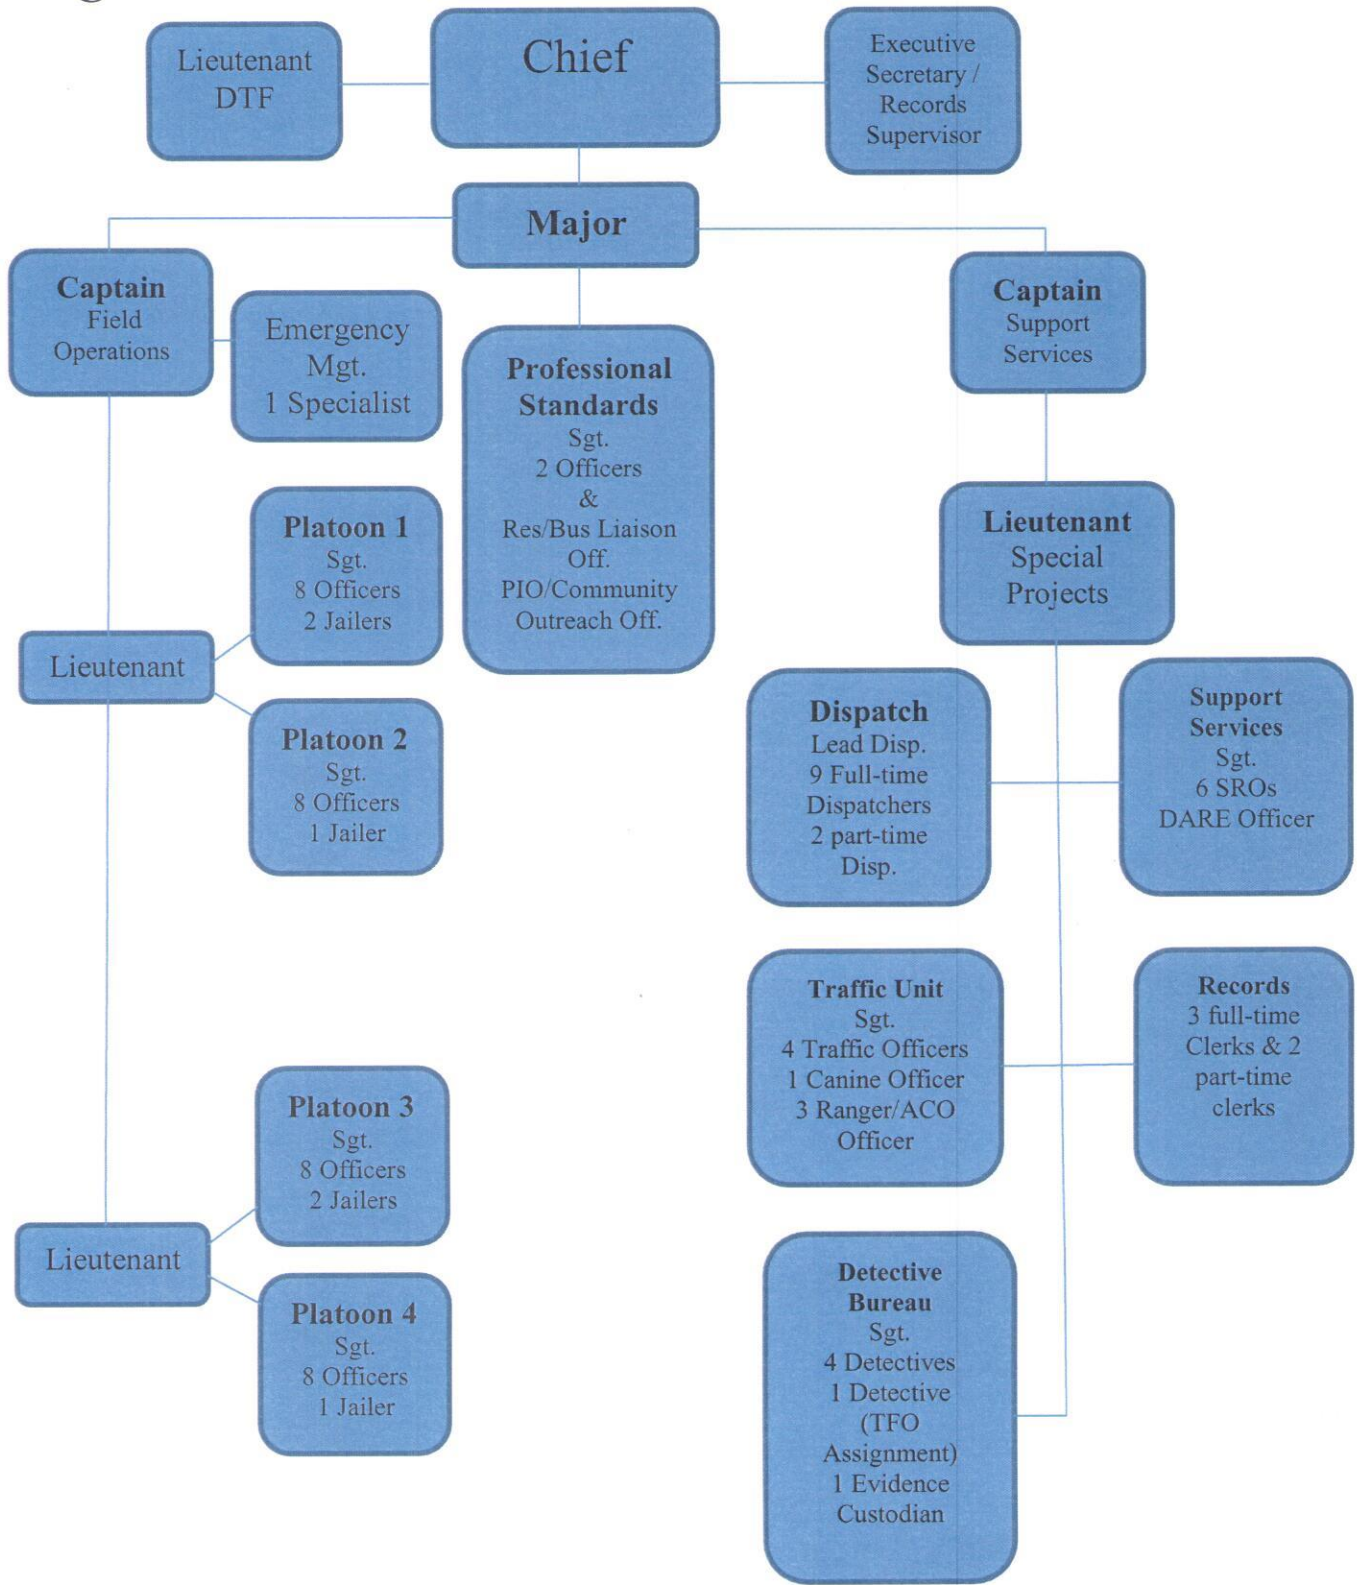 Lieutenant
DTF
Chief
Executive
Secretary /
Records
Supervisor
Major
Captain
Field
Operations
Emergency
Mgt.
1 Specialist
Professional
Standards
Sgt.
2 Officers
&
Res/Bus Liaison
Off.
PIO/Community
Outreach Off.
Captain
Support
Services
Lieutenant
Special
Projects
Platoon 1
Sgt.
8 Officers
2 Jailers
Lieutenant
Platoon 2
Sgt.
8 Officers
1 Jailer
Dispatch
Lead Disp.
9 Full-time
Dispatchers
2 part-time
Disp.
Support
Services
Sgt.
6 SROs
DARE Officer
Traffic Unit
Sgt.
4 Traffic Officers
1 Canine Officer
3 Ranger/ACO
Officer
Records
3 full-time
Clerks & 2
part-time
clerks
Platoon 3
Sgt.
8 Officers
2 Jailers
Lieutenant
Platoon 4
Sgt.
8 Officers
1 Jailer
Detective
Bureau
Sgt.
4 Detectives
1 Detective
(TFO
Assignment)
1 Evidence
Custodian